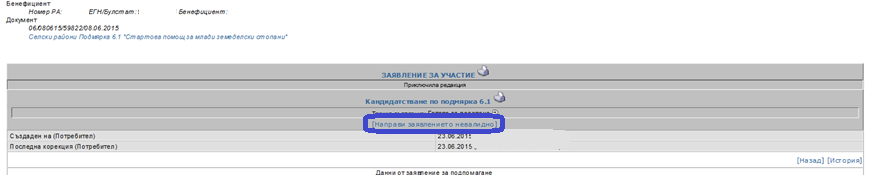 Бенефициент
Номер РА: ЕГН/Булстат: Бенефициент:
Документ
06/080615/59822/08.06.2015
Селски райони Подмярка 6.1 "Стартова помощ за млади земеделски стопани"
ЗАЯВЛЕНИЕ ЗА УЧАСТИЕ
Приключила редакция
Кандидатстване по подмярка 6.1
[Направи заявлението невалидно]
Създаден на (Потребител) 23.06.2015
Последна корекция (Потребител) 23.06.2015
[Назад] [История]
Данни от заявление за подпомагане